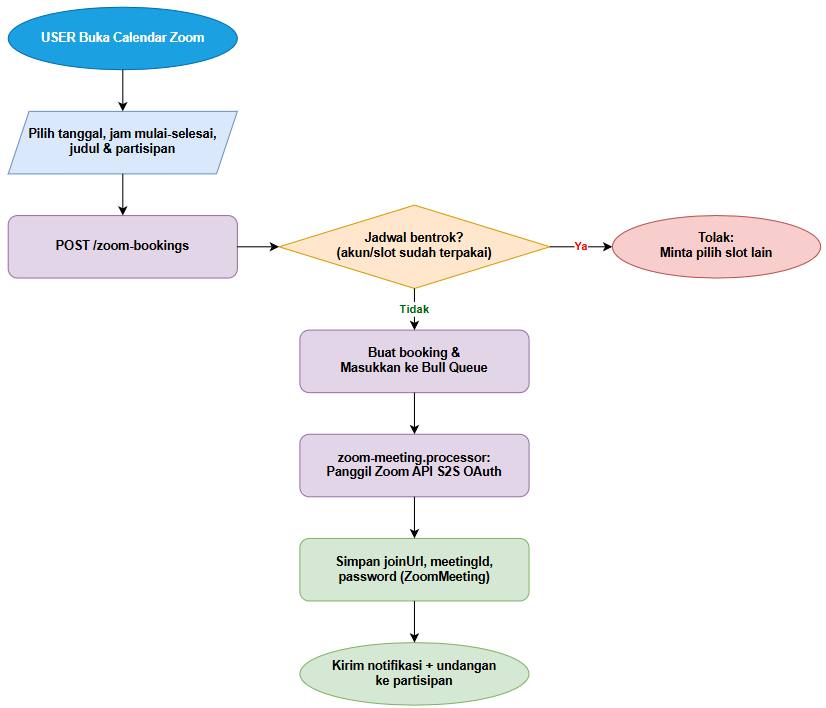 USER Buka Calendar Zoom
Pilih tanggal, jam mulai-selesai,
judul & partisipan
POST /zoom-bookings
Jadwal bentrok?
(akun/slot sudah terpakai)
Ya
Tolak:
Minta pilih slot lain
Tidak
Buat booking &
Masukkan ke Bull Queue
zoom-meeting.processor:
Panggil Zoom API S2S OAuth
Simpan joinUrl, meetingId,
password (ZoomMeeting)
Kirim notifikasi + undangan
ke partisipan